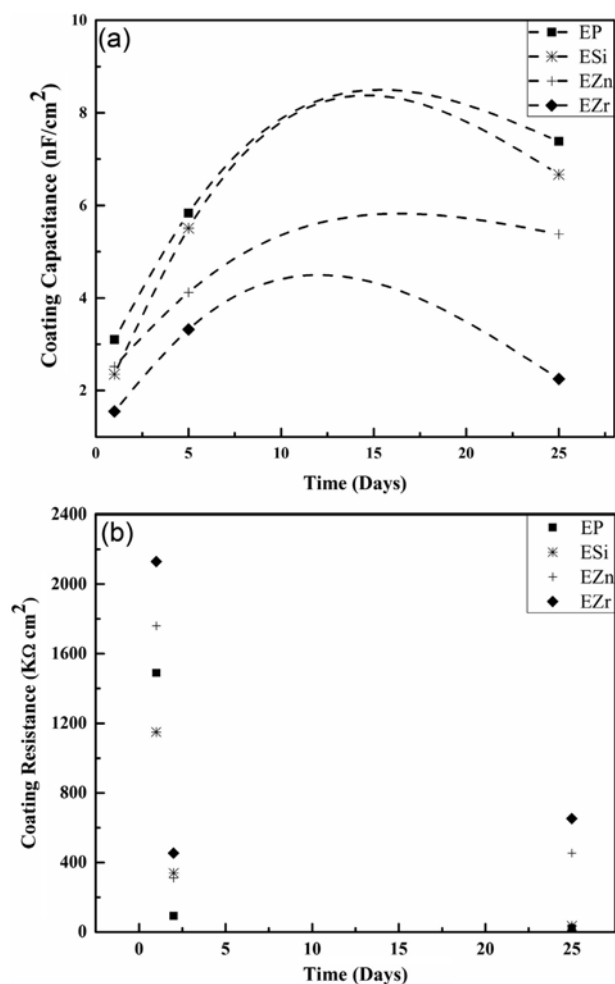 (a)
EP
ESi
EZn
EZr
10
8
6
4
2
Coating Capacitance (nF/cm²)
0 5 10 15 20 25
Time (Days)
(b)
EP
ESi
EZn
EZr
2400
2000
1600
1200
800
400
0
Coating Resistance (KΩ cm²)
0 5 10 15 20 25
Time (Days)